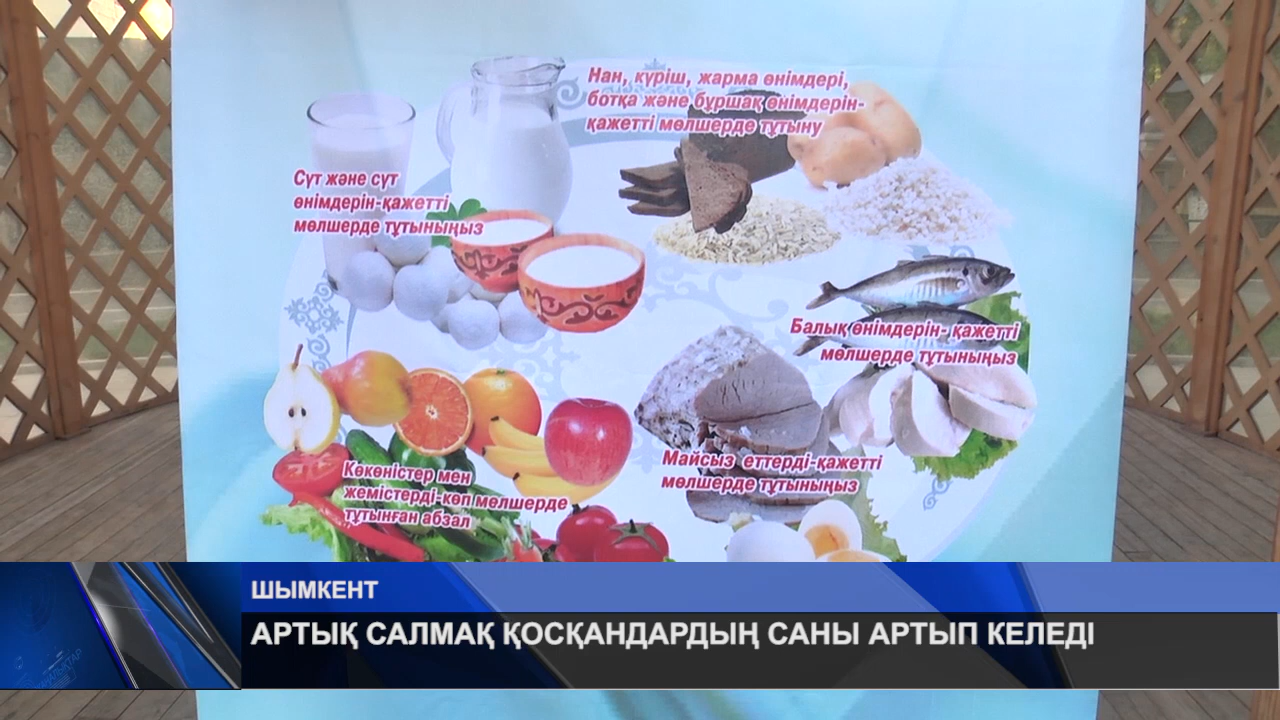 Нан, күріш, жарма өнімдері,
ботқа және бұршақ өнімдерін-
қажетті мөлшерде тұтыну
Сүт және сүт
өнімдерін-қажетті
мөлшерде тұтыныңыз
Балық өнімдерін- қажетті
мөлшерде тұтыныңыз
Майсыз еттерді-қажетті
мөлшерде тұтыныңыз
Көкөністер мен
жемістерді-көп мөлшерде
тұтынған абзал
ШЫМКЕНТ
АРТЫҚ САЛМАҚ ҚОСҚАНДАРДЫҢ САНЫ АРТЫП КЕЛЕДІ